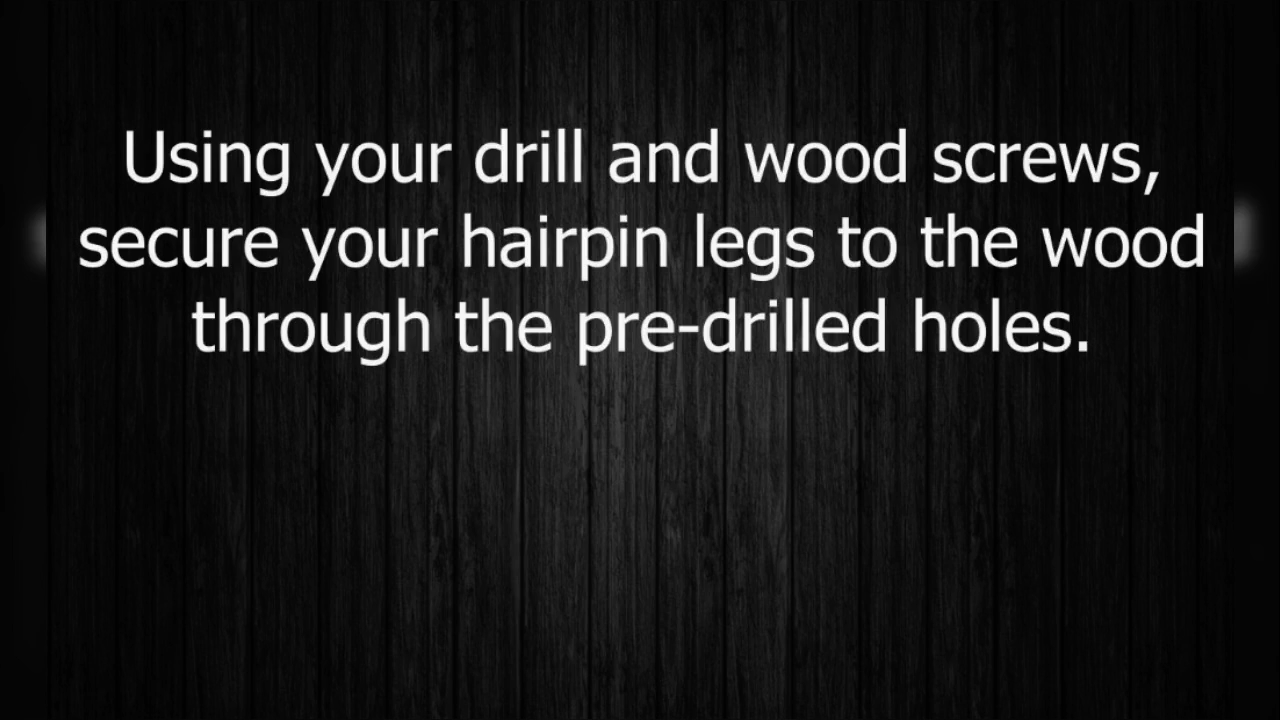 Using your drill and wood screws,
secure your hairpin legs to the wood
through the pre-drilled holes.